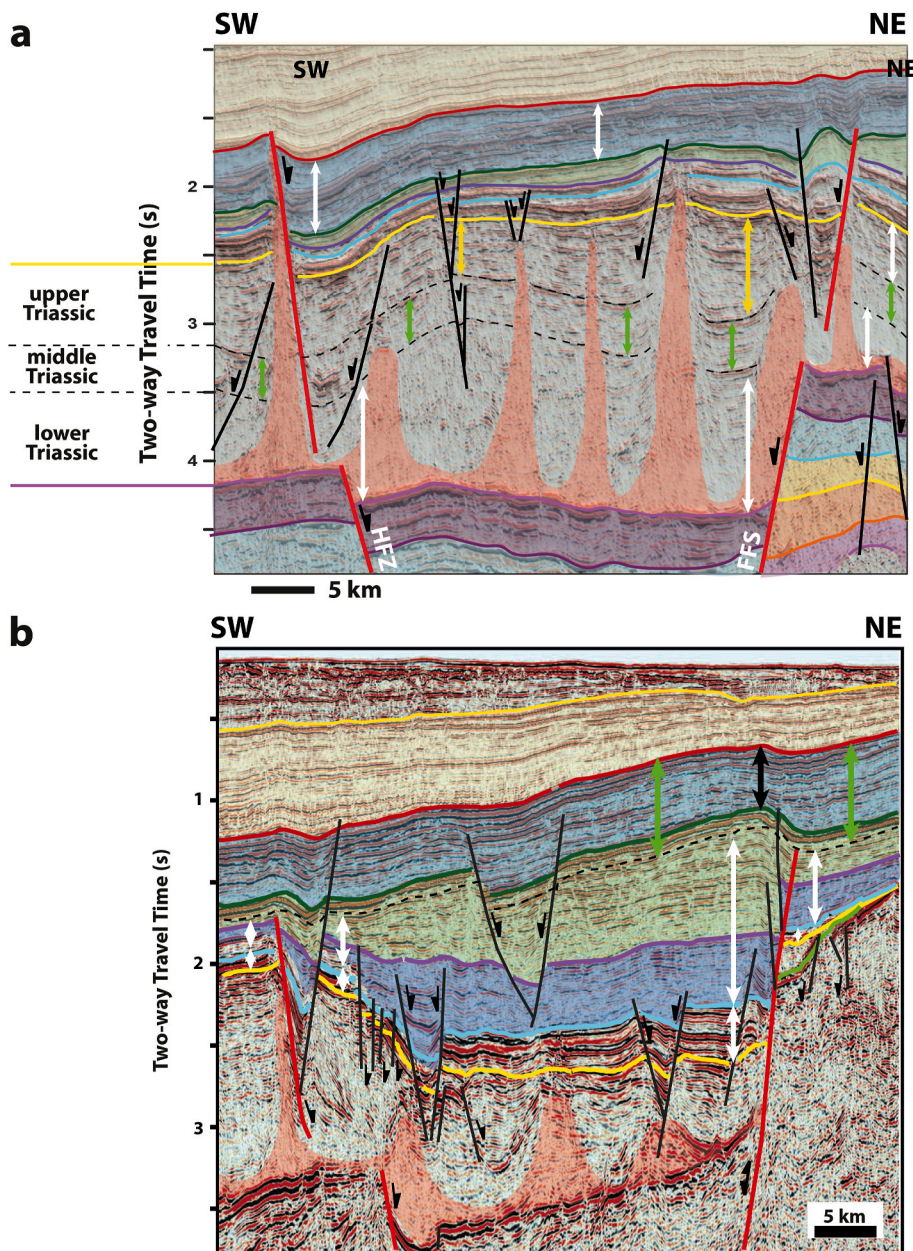 a
SW
NE
SW
NE
Two-way Travel Time (s)
2
3
4
upper
Triassic
middle
Triassic
lower
Triassic
HFZ
FFS
5 km
b
SW
NE
Two-way Travel Time (s)
1
2
3
5 km